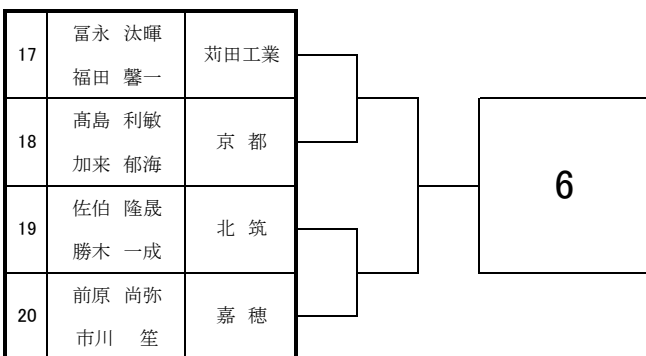 17 冨永 汰暉 福田 馨一 苅田工業
18 髙島 利敏 加来 郁海 京都
19 佐伯 隆晟 勝木 一成 北筑
20 前原 尚弥 市川 笙 嘉穂
6